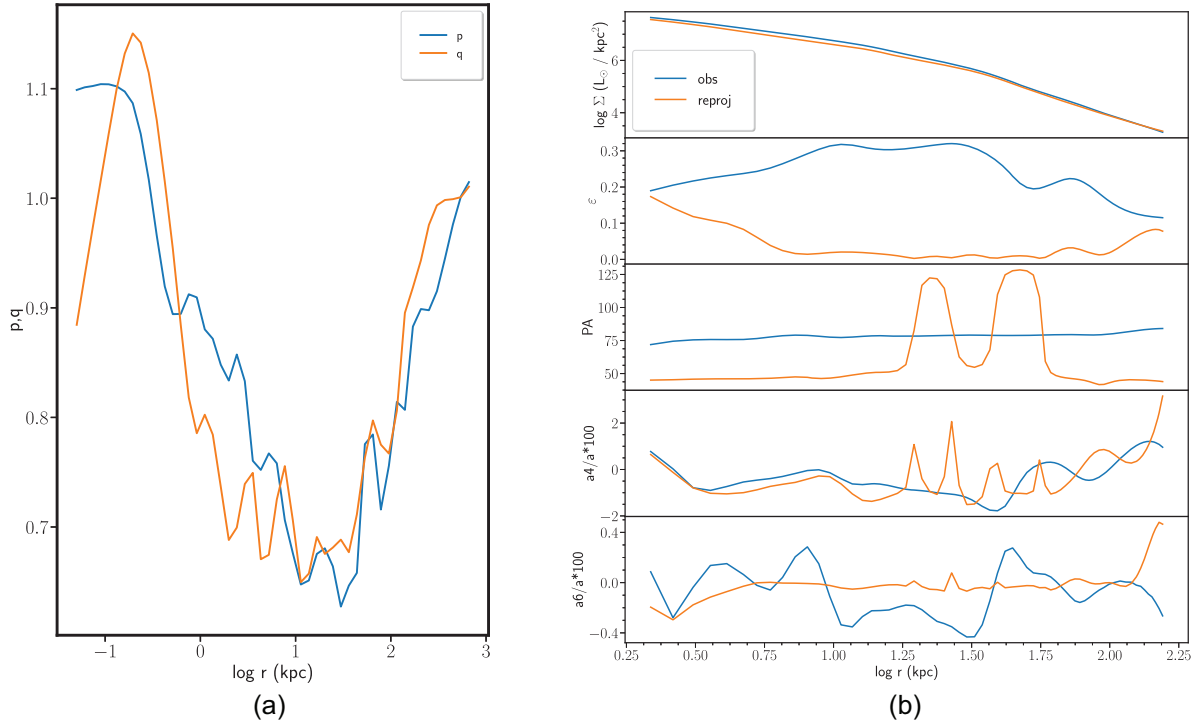 p
q
1.1
1.0
0.9
0.8
0.7
p,q
−1
0
1
2
3
log r (kpc)
(a)
obs
reproj
6
4
log Σ (L☉ / kpc²)
0.3
0.2
0.1
0.0
ε
125
100
75
50
PA
2
0
−2
a4/a*100
0.4
0.0
−0.4
a6/a*100
0.25
0.50
0.75
1.00
1.25
1.50
1.75
2.00
2.25
log r (kpc)
(b)